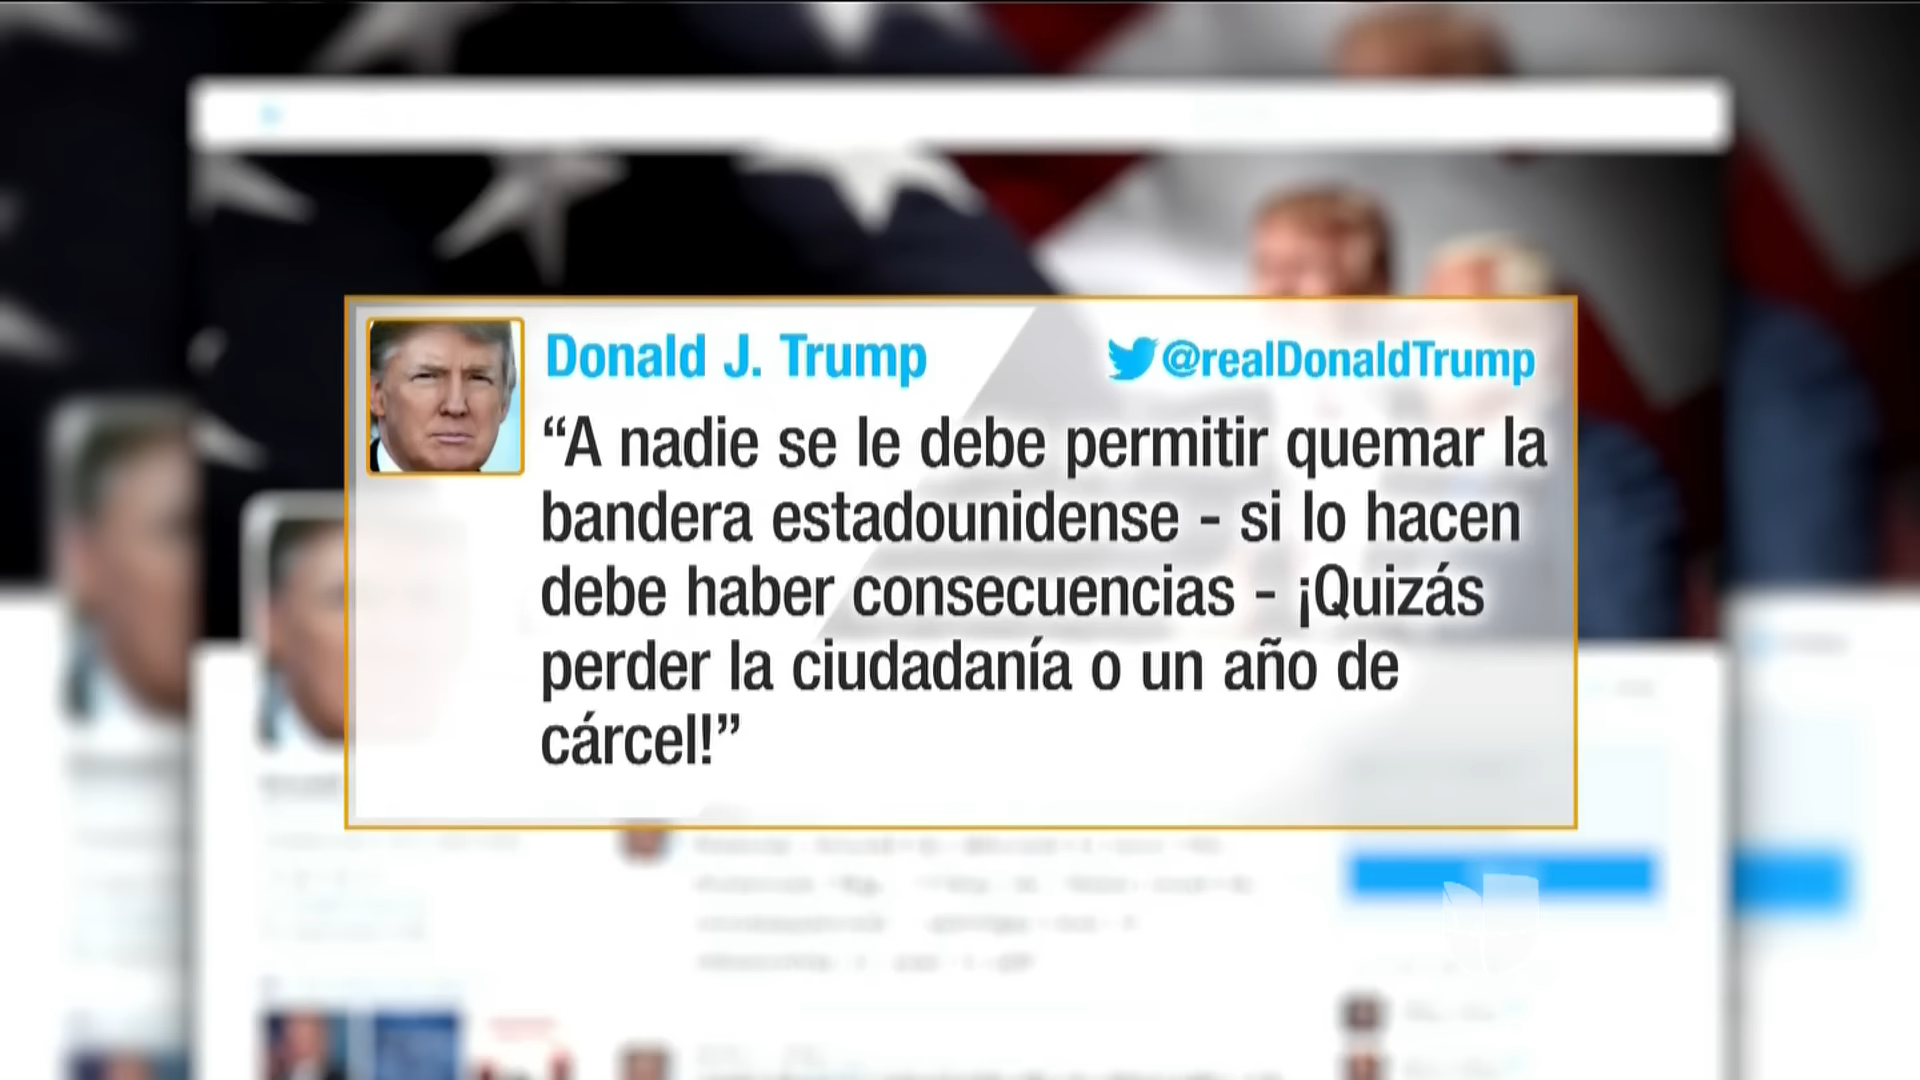 Donald J. Trump @realDonaldTrump
“A nadie se le debe permitir quemar la
bandera estadounidense - si lo hacen
debe haber consecuencias - ¡Quizás
perder la ciudadanía o un año de
cárcel!”